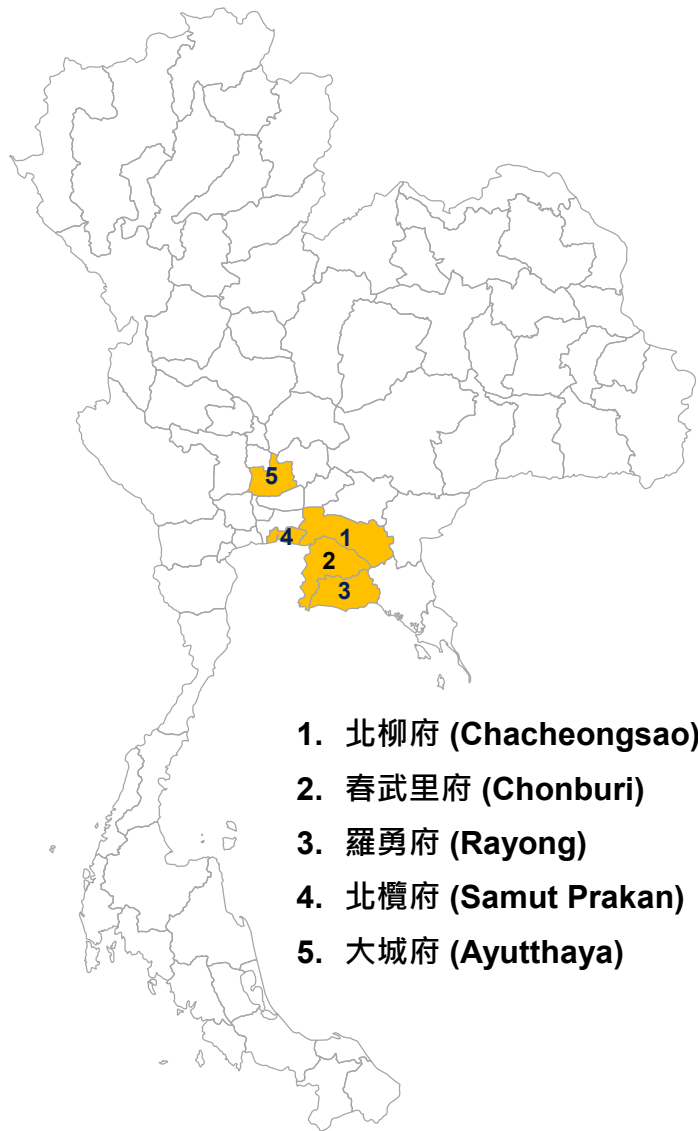 5
4
1
2
3
1. 北柳府 (Chacheongsao)
2. 春武里府 (Chonburi)
3. 羅勇府 (Rayong)
4. 北欖府 (Samut Prakan)
5. 大城府 (Ayutthaya)